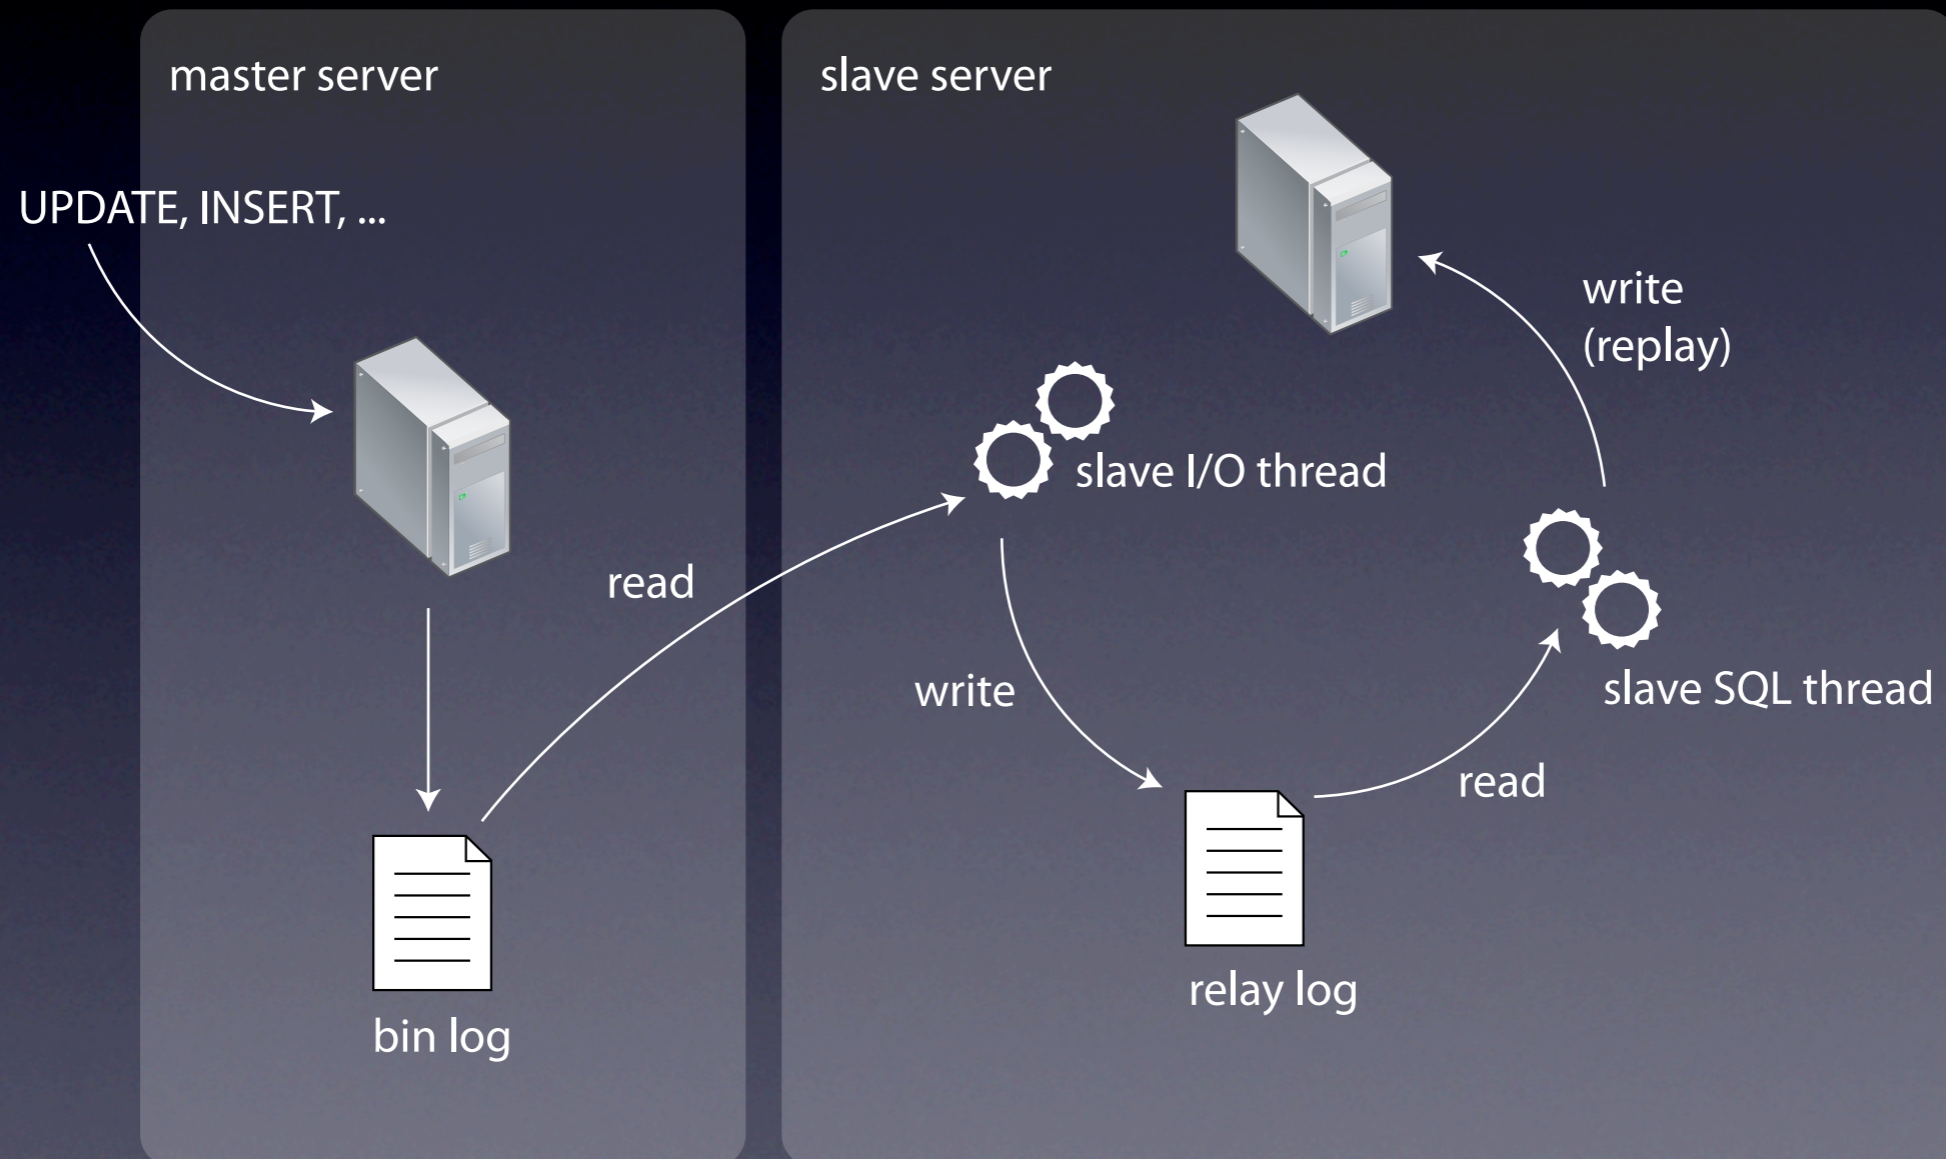 master server
slave server
UPDATE, INSERT, ...
write
(replay)
slave I/O thread
read
write
slave SQL thread
read
relay log
bin log